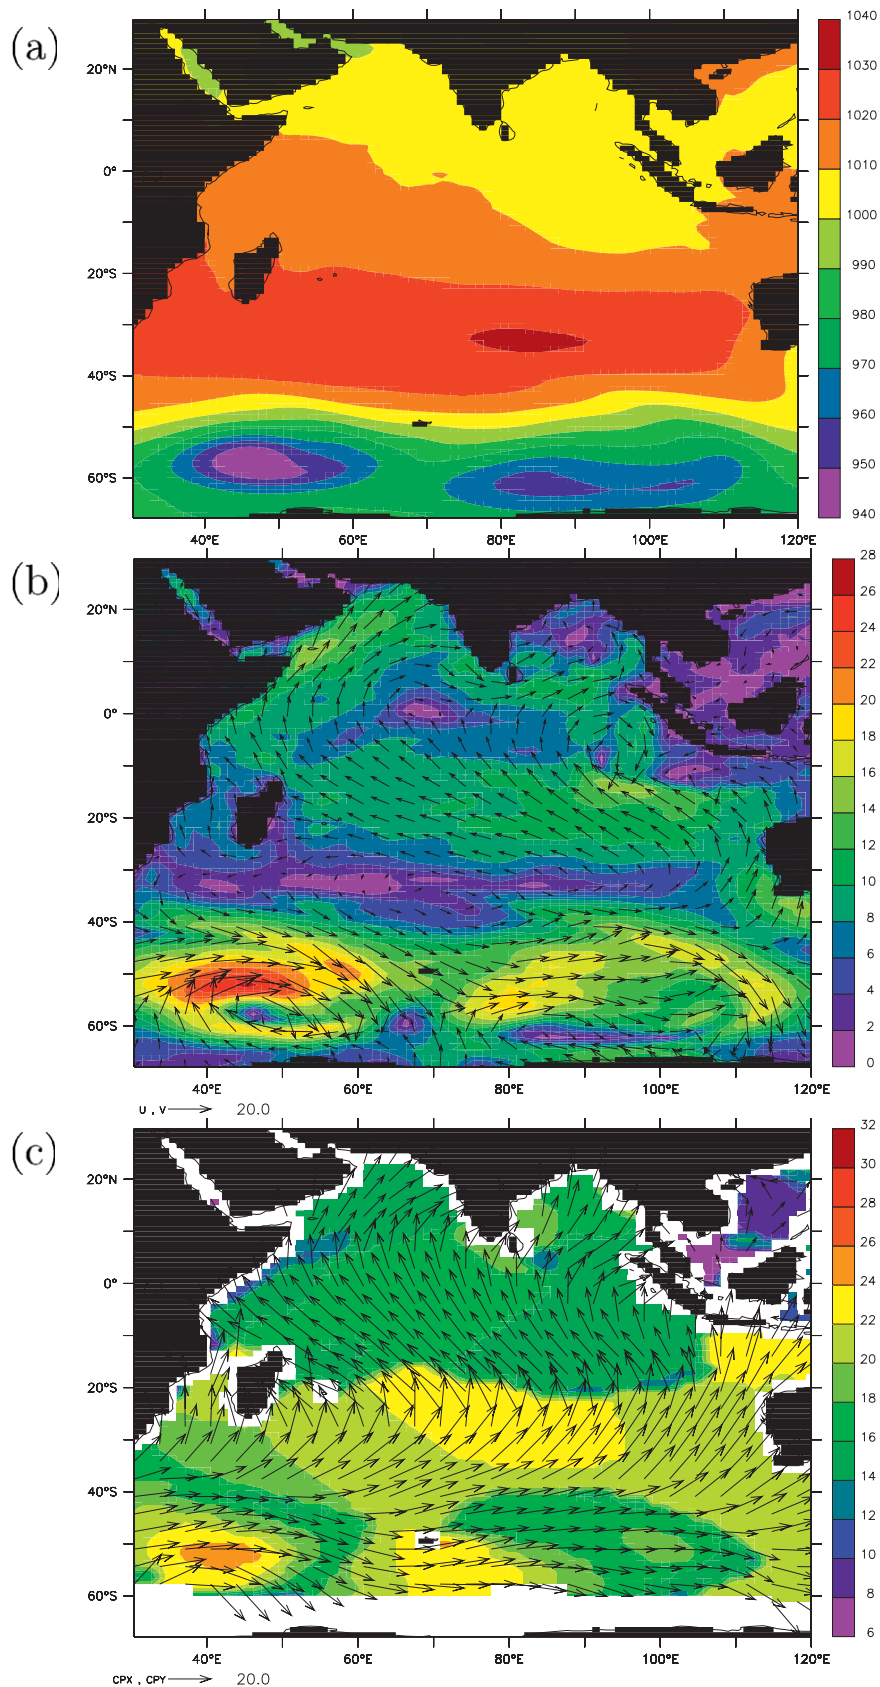 (a)
20°N
0°
20°S
40°S
60°S
40°E 60°E 80°E 100°E 120°E
1040
1030
1020
1010
1000
990
980
970
960
950
940
(b)
20°N
0°
20°S
40°S
60°S
40°E 60°E 80°E 100°E 120°E
U , V 20.0
28
26
24
22
20
18
16
14
12
10
8
6
4
2
0
(c)
20°N
0°
20°S
40°S
60°S
40°E 60°E 80°E 100°E 120°E
CPX , CPY 20.0
32
30
28
26
24
22
20
18
16
14
12
10
8
6